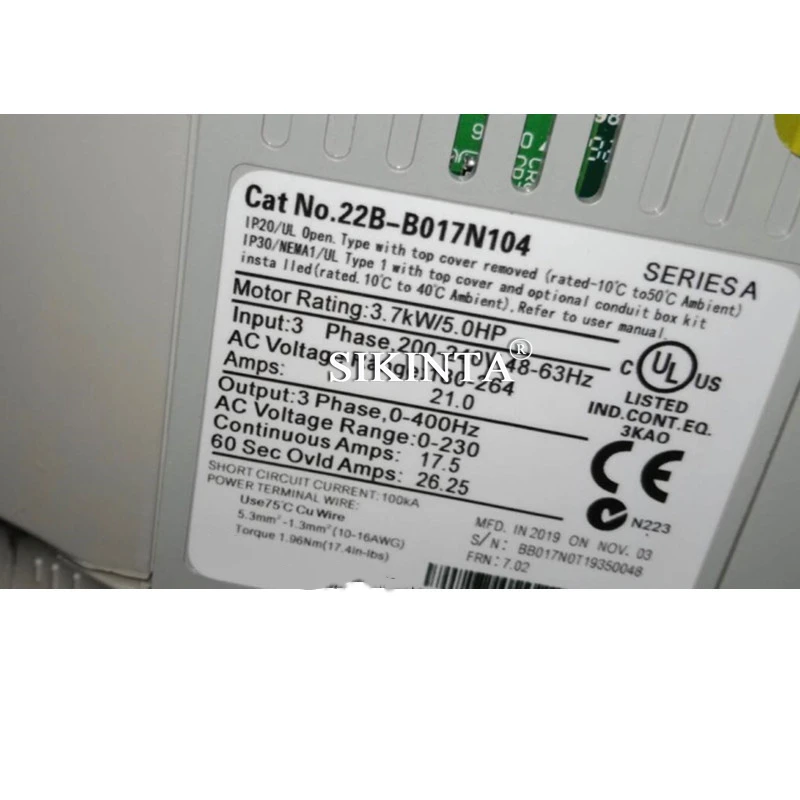 Cat No.22B-B017N104
SERIES A
IP20/UL Open. Type with top cover removed (rated-10℃ to50℃ Ambient)
IP30/NEMA1/UL Type 1 with top cover and optional conduit box kit
insta lled(rated. 10℃ to 40℃ Ambient). Refer to user manual.
Motor Rating:3.7kW/5.0HP
Input:3 Phase, 48-63Hz
AC Voltage Range:
Amps: 21.0
Output:3 Phase,0-400Hz
AC Voltage Range:0-230
Continuous Amps: 17.5
60 Sec Ovld Amps: 26.25
SHORT CIRCUIT CURRENT:100kA
POWER TERMINAL WIRE:
Use75℃ Cu Wire
5.3mm²-1.3mm²(10-16AWG)
Torque 1.96Nm(17.4in-lbs)
SIKINTA®
C UL US
LISTED
IND.CONT.EQ.
3KAO
CE
N223
MFD. IN 2019 ON NOV. 03
S/N: BB017N0T19350048
FRN: 7.02